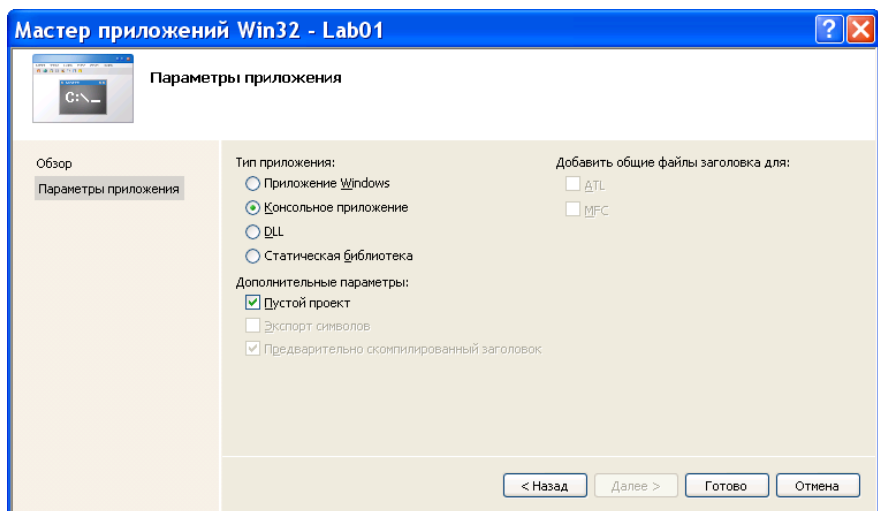 Мастер приложений Win32 - Lab01
C:\_
Параметры приложения
Обзор
Параметры приложения
Тип приложения:
Приложение Windows
Консольное приложение
DLL
Статическая библиотека
Дополнительные параметры:
Пустой проект
Экспорт символов
Предварительно скомпилированный заголовок
Добавить общие файлы заголовка для:
ATL
MFC
< Назад
Далее >
Готово
Отмена